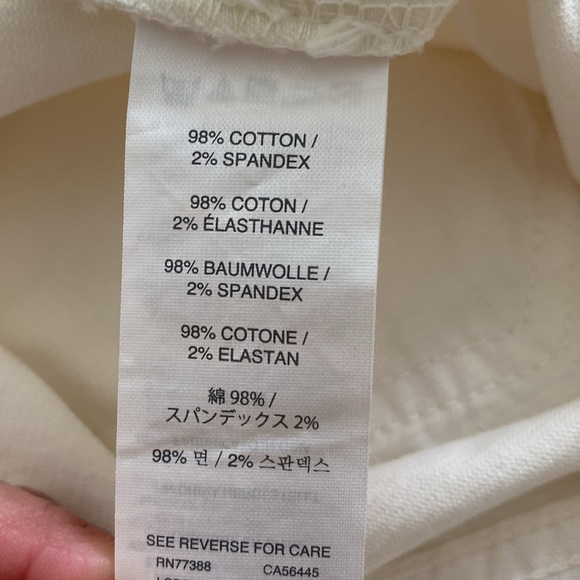 98% COTTON /
2% SPANDEX
98% COTON /
2% ÉLASTHANNE
98% BAUMWOLLE /
2% SPANDEX
98% COTONE /
2% ELASTAN
綿 98% /
スパンデックス 2%
98% 면 / 2% 스판덱스
SEE REVERSE FOR CARE
RN77388 CA56445